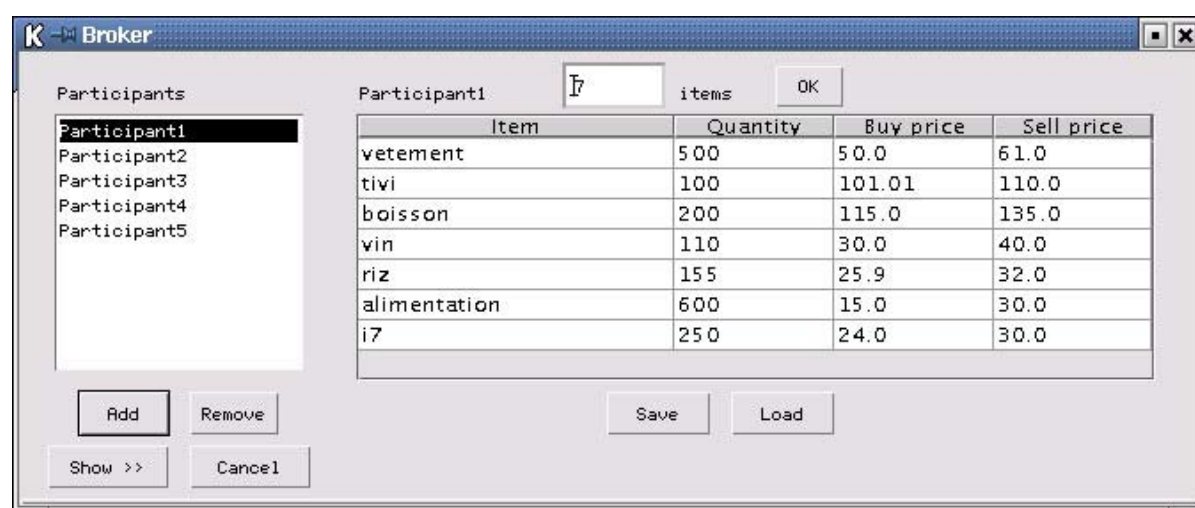 Broker
Participants
Participant1 7 items OK
Participant1
Participant2
Participant3
Participant4
Participant5
Item Quantity Buy price Sell price
vetement 500 50.0 61.0
tivi 100 101.01 110.0
boisson 200 115.0 135.0
vin 110 30.0 40.0
riz 155 25.9 32.0
alimentation 600 15.0 30.0
i7 250 24.0 30.0
Add Remove
Save Load
Show >> Cancel